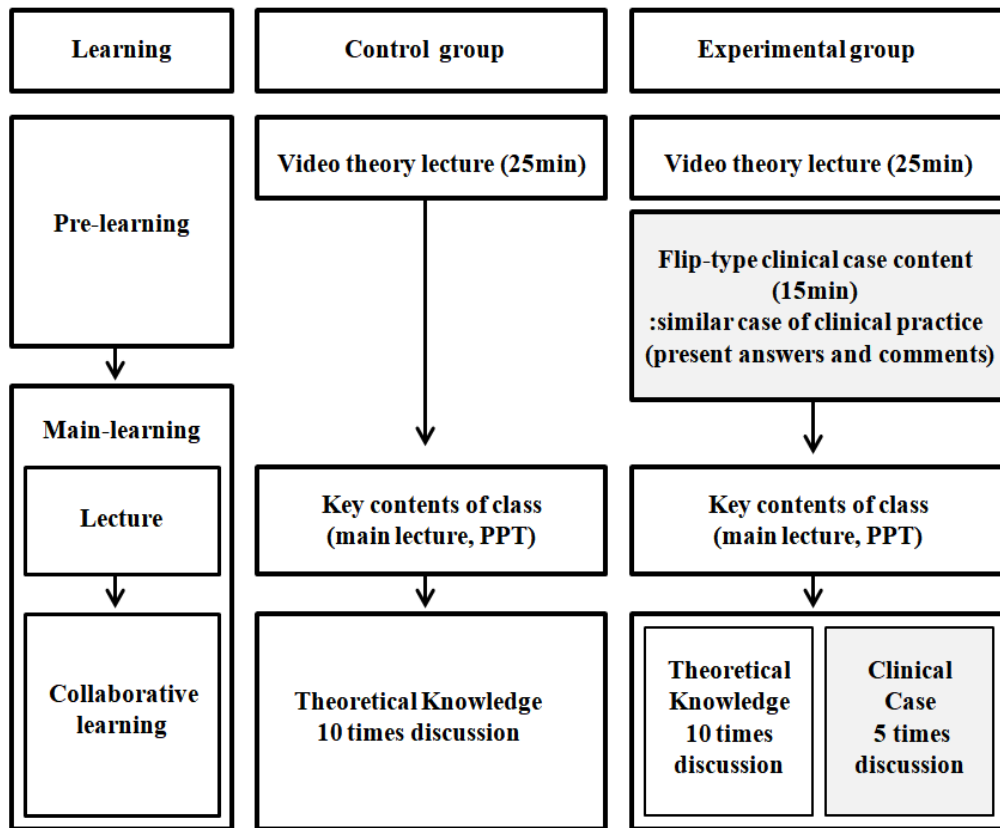 Learning
Control group
Experimental group
Pre-learning
Video theory lecture (25min)
Video theory lecture (25min)
Flip-type clinical case content
(15min)
:similar case of clinical practice
(present answers and comments)
Main-learning
Lecture
Key contents of class
(main lecture, PPT)
Key contents of class
(main lecture, PPT)
Collaborative
learning
Theoretical Knowledge
10 times discussion
Theoretical
Knowledge
10 times
discussion
Clinical
Case
5 times
discussion